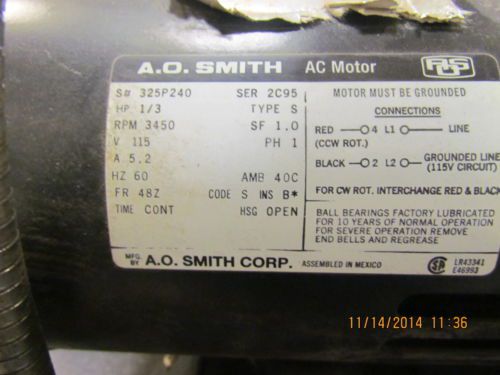 A.O. SMITH AC Motor AOS
S# 325P240 SER 2C95
HP 1/3 TYPE S
RPM 3450 SF 1.0
V 115 PH 1
A 5.2
HZ 60 AMB 40C
FR 48Z CODE S INS B*
TIME CONT HSG OPEN
MOTOR MUST BE GROUNDED
CONNECTIONS
RED 4 L1 LINE
(CCW ROT.)
BLACK 2 L2 GROUNDED LINE
(115V CIRCUIT)
FOR CW ROT. INTERCHANGE RED & BLACK
BALL BEARINGS FACTORY LUBRICATED
FOR 10 YEARS OF NORMAL OPERATION
FOR SEVERE OPERATION REMOVE
END BELLS AND REGREASE
MFG. BY A.O. SMITH CORP. ASSEMBLED IN MEXICO
LR43341
E46993
11/14/2014 11:36